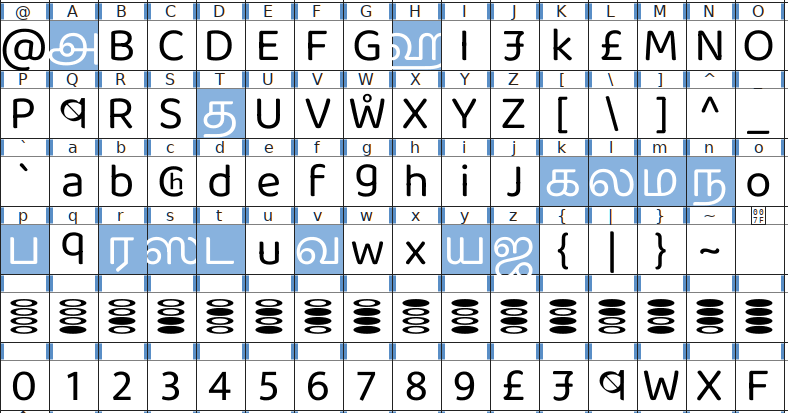 @ A B C D E F G H I J K L M N O
@ அ B C D E F G ஹ I k £ M N O
P Q R S T U V W X Y Z [ \ ] ^ _
P R S த U V W̊ X Y Z [ \ ] ^ _
` a b c d e f g h i j k l m n o
` a b d e f g h i J க ல ம ந o
p q r s t u v w x y z { | } ~ 007F
ப q ர ஸ ட u வ w x ய ஜ { | } ~
0 1 2 3 4 5 6 7 8 9 £ W X F